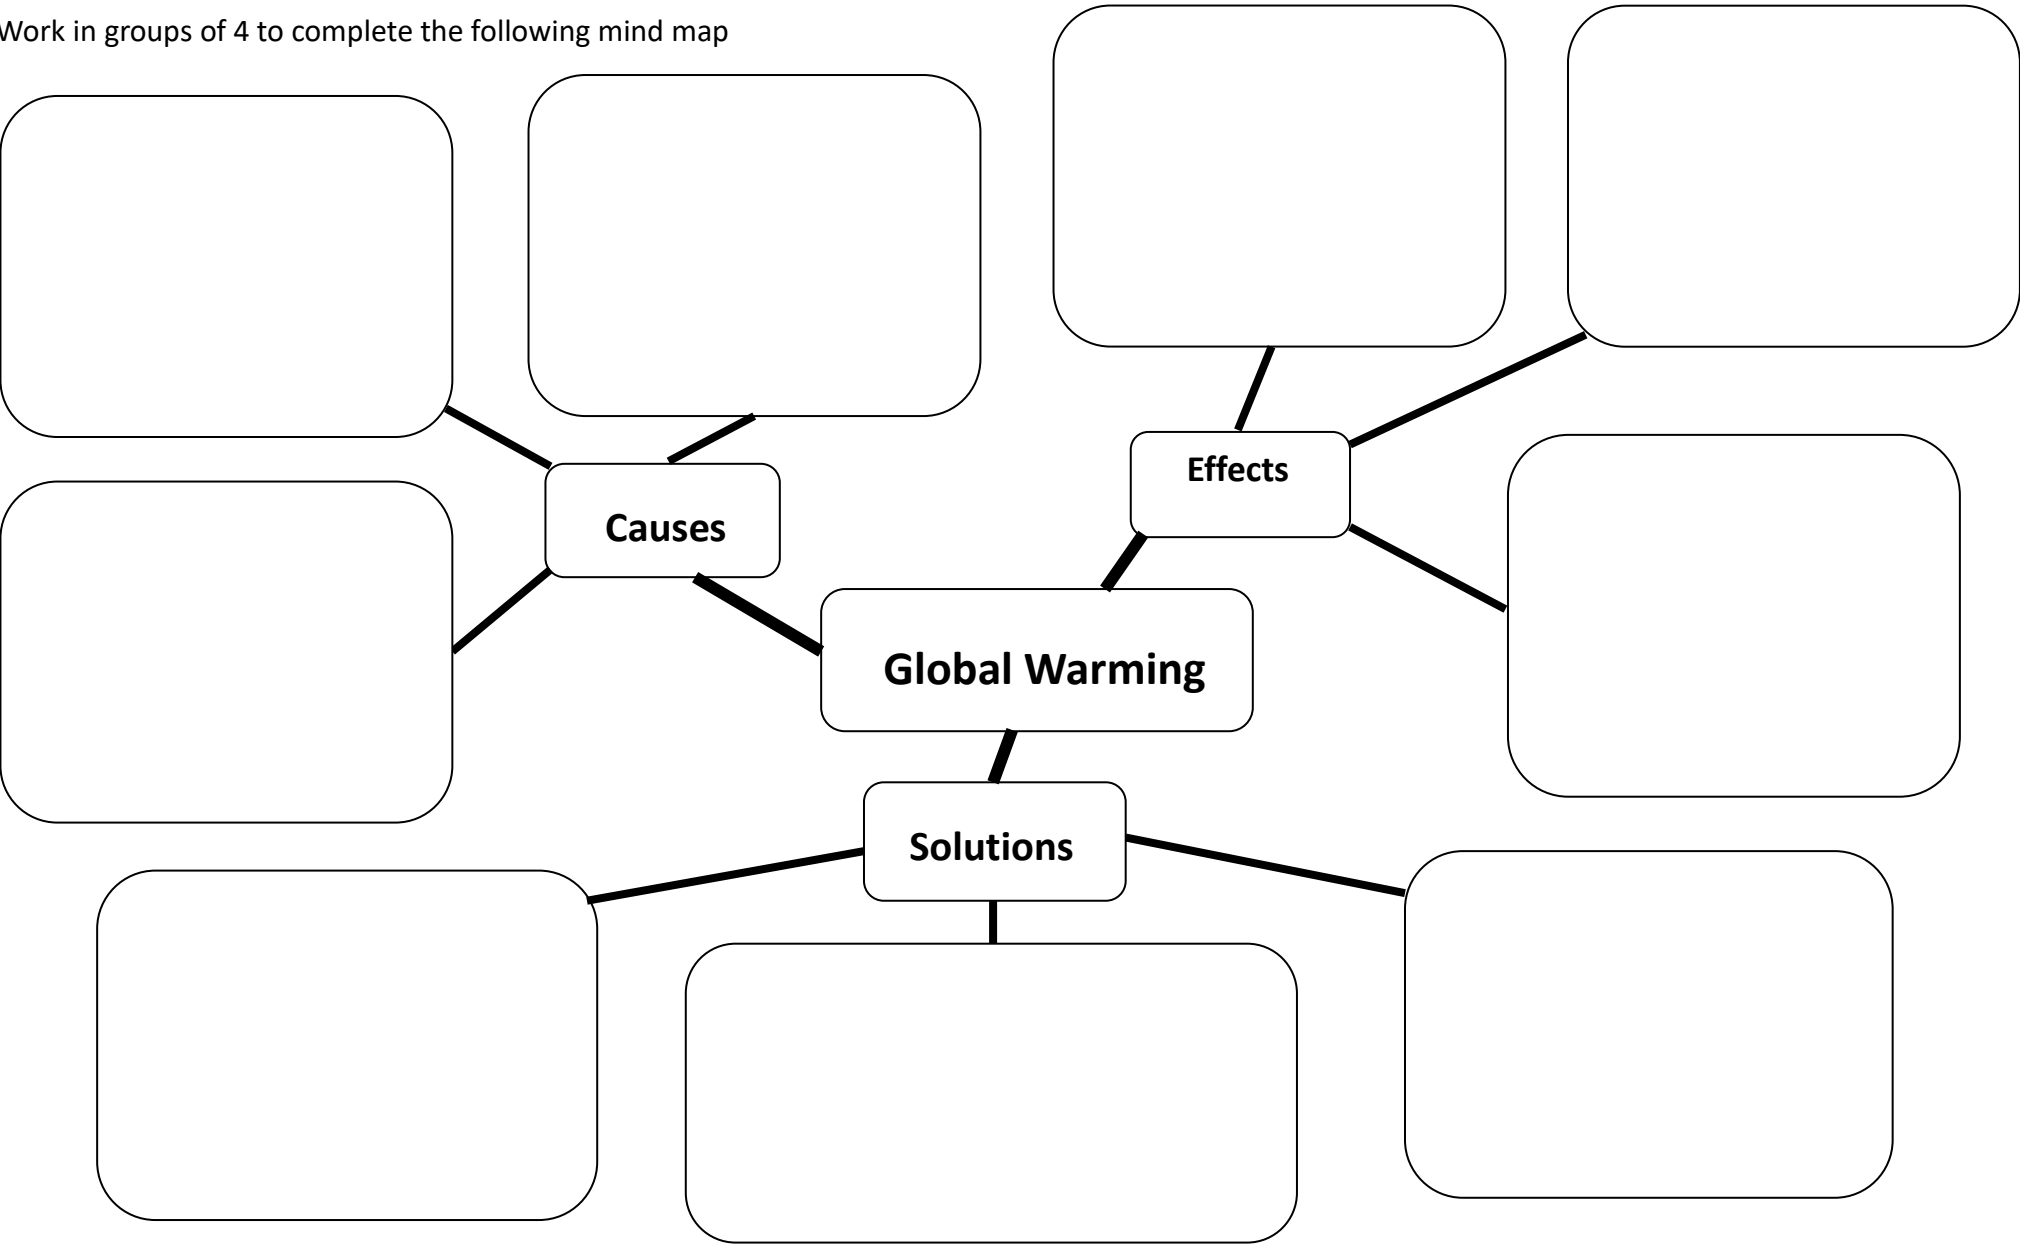 Work in groups of 4 to complete the following mind map
Effects
Causes
Global Warming
Solutions